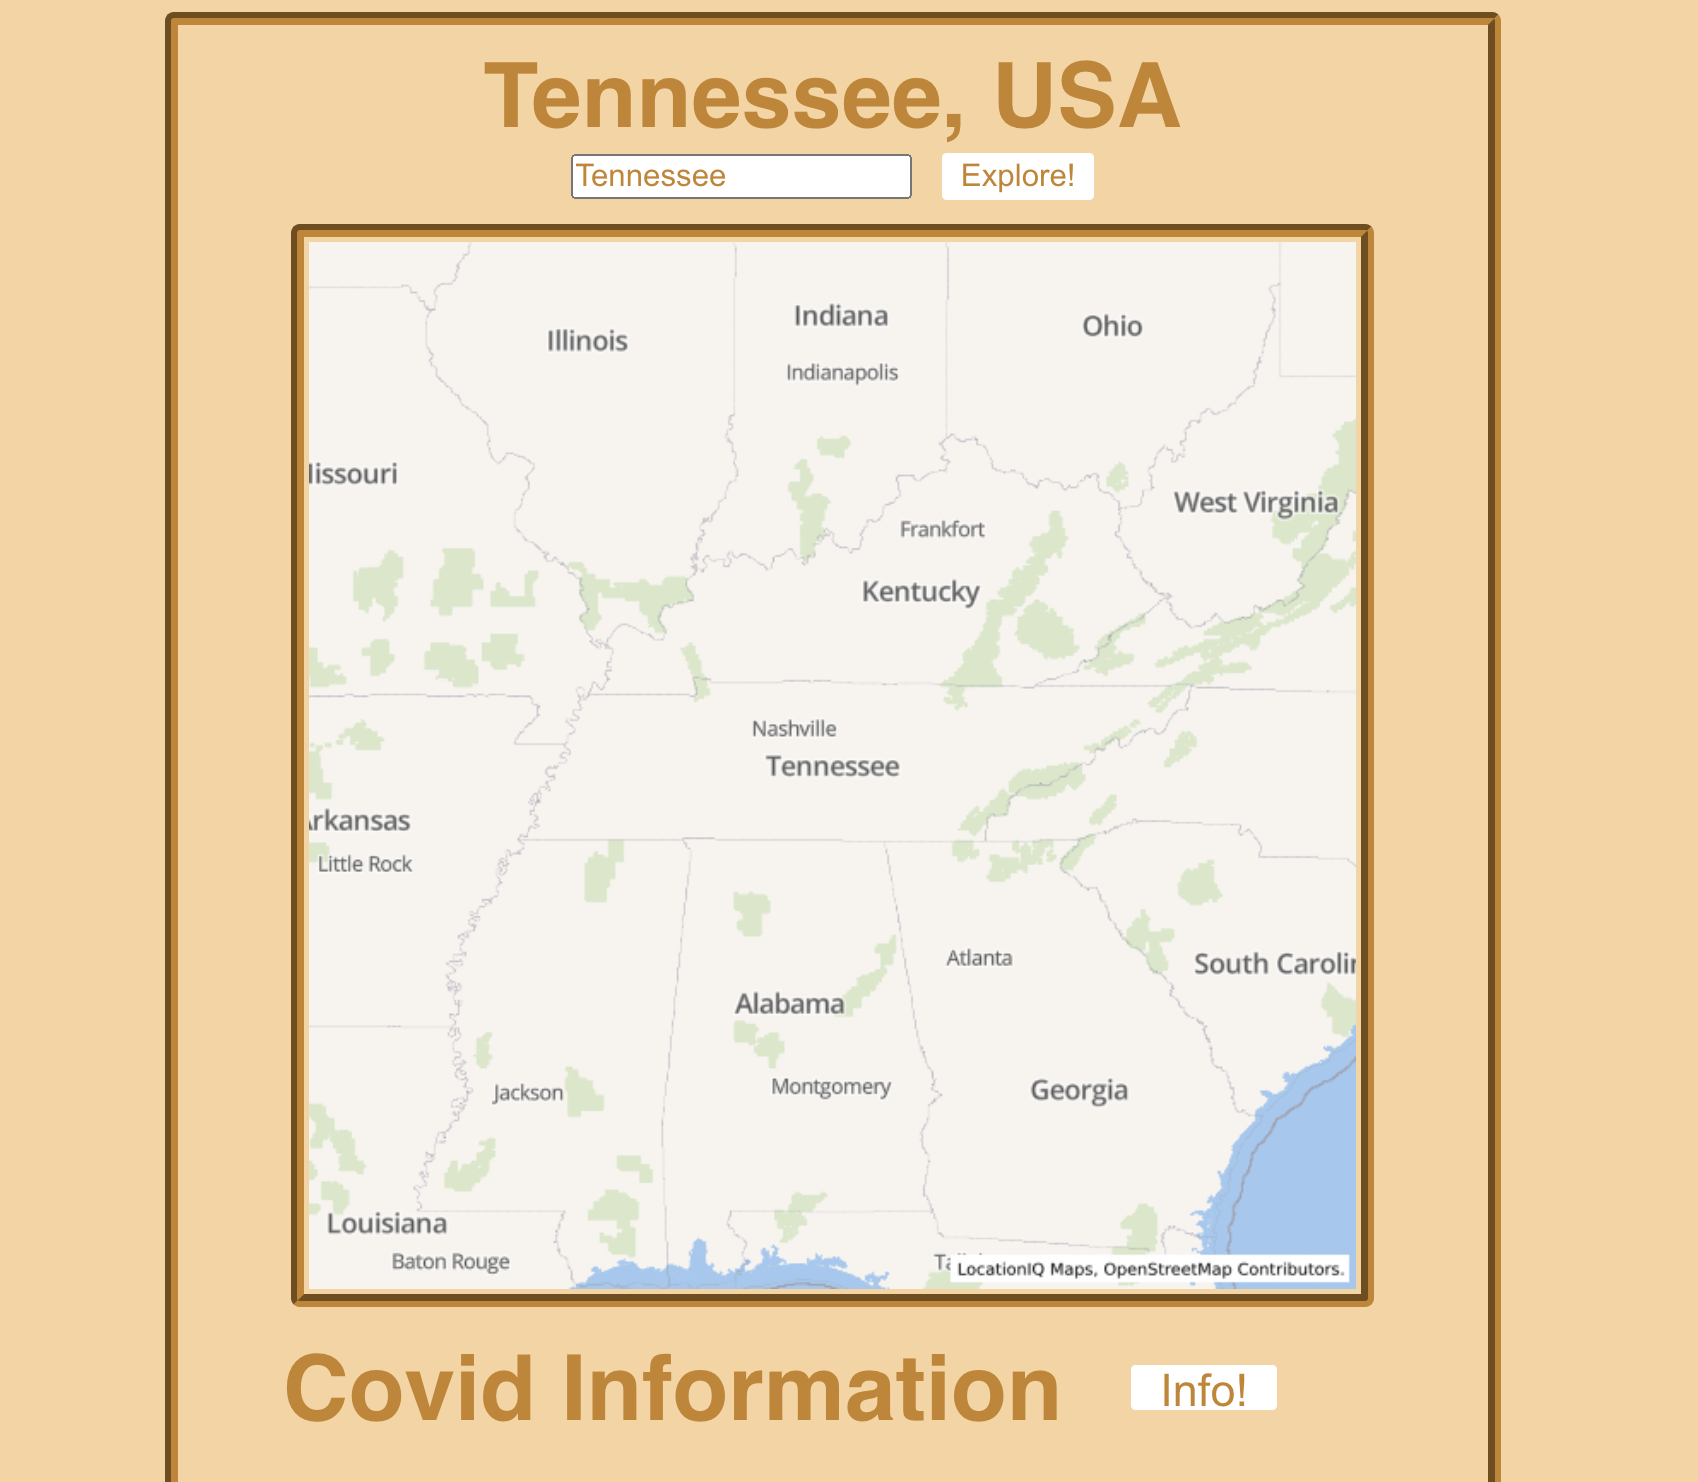 Tennessee, USA
Tennessee Explore!
Indiana
Ohio
Illinois
Indianapolis
issouri
West Virginia
Frankfort
Kentucky
Nashville
Tennessee
rkansas
Little Rock
Atlanta
South Caroli
Alabama
Montgomery
Georgia
Jackson
Louisiana
Baton Rouge
Ta
LocationIQ Maps, OpenStreetMap Contributors.
Covid Information Info!